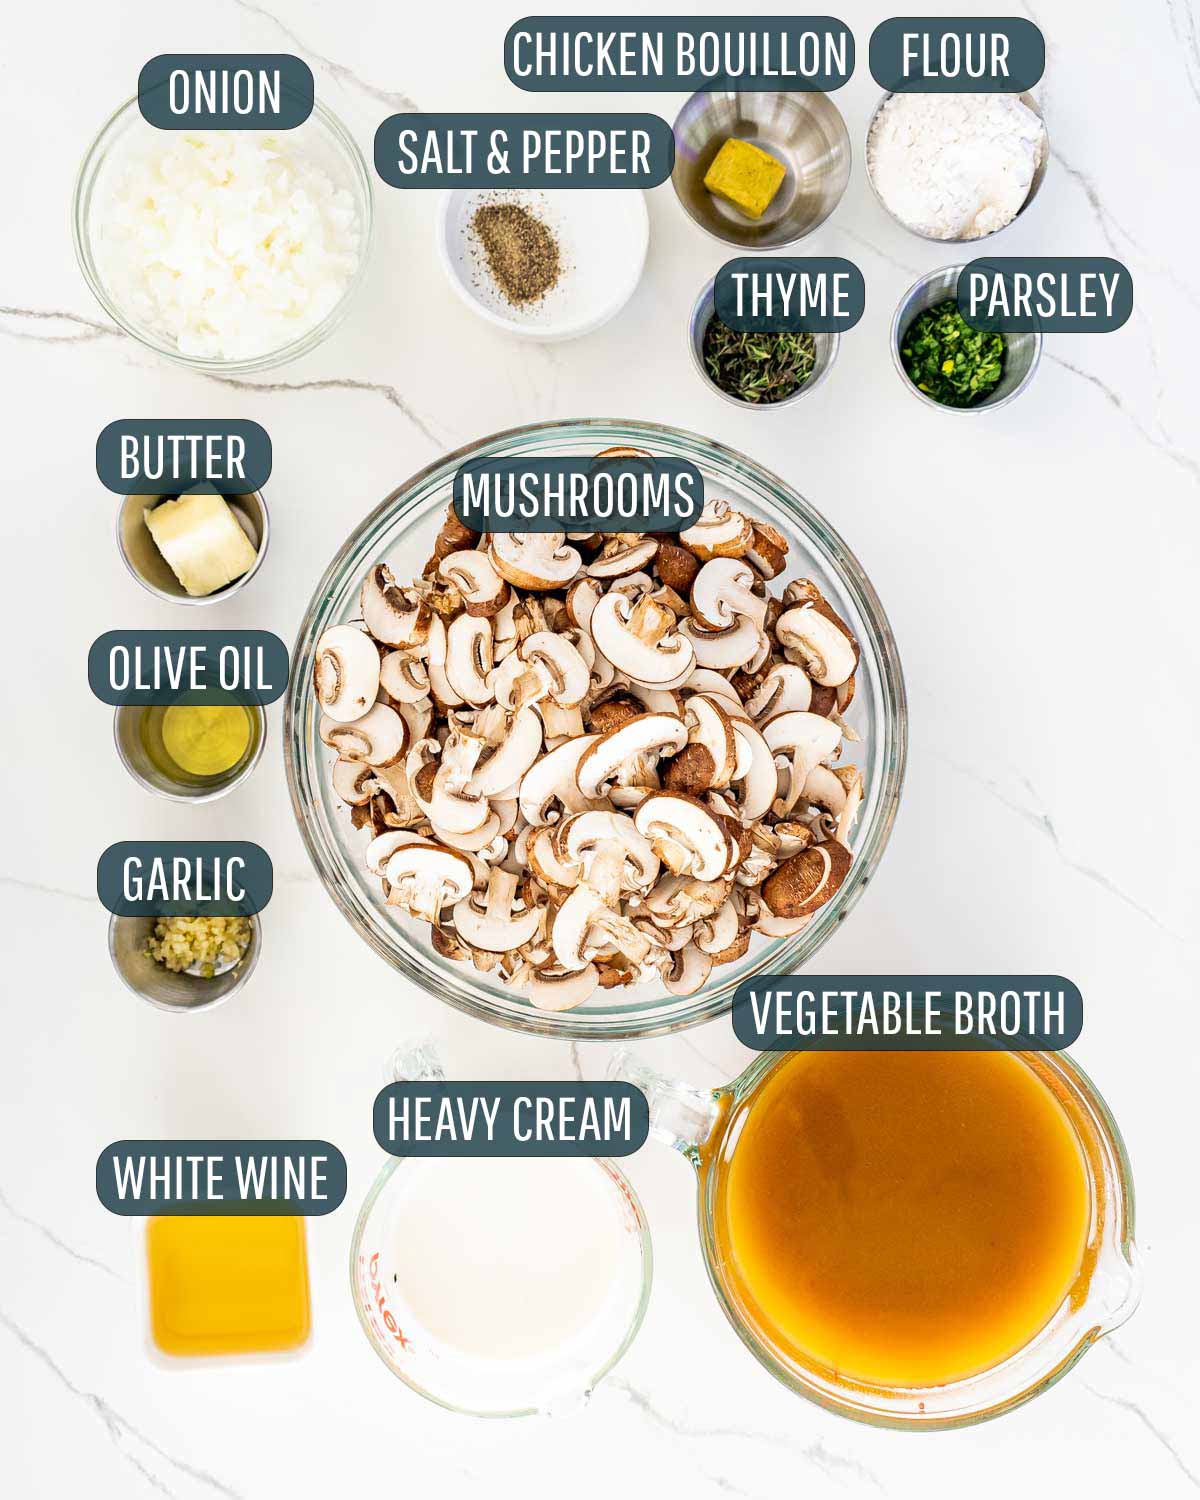 CHICKEN BOUILLON
FLOUR
ONION
SALT & PEPPER
THYME
PARSLEY
BUTTER
MUSHROOMS
OLIVE OIL
GARLIC
VEGETABLE BROTH
HEAVY CREAM
WHITE WINE
PYREX